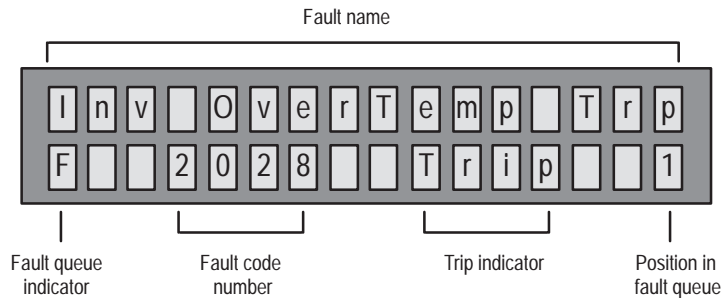 Fault name
Inv OverTemp Trp
F 2028 Trip 1
Fault queue indicator
Fault code number
Trip indicator
Position in fault queue